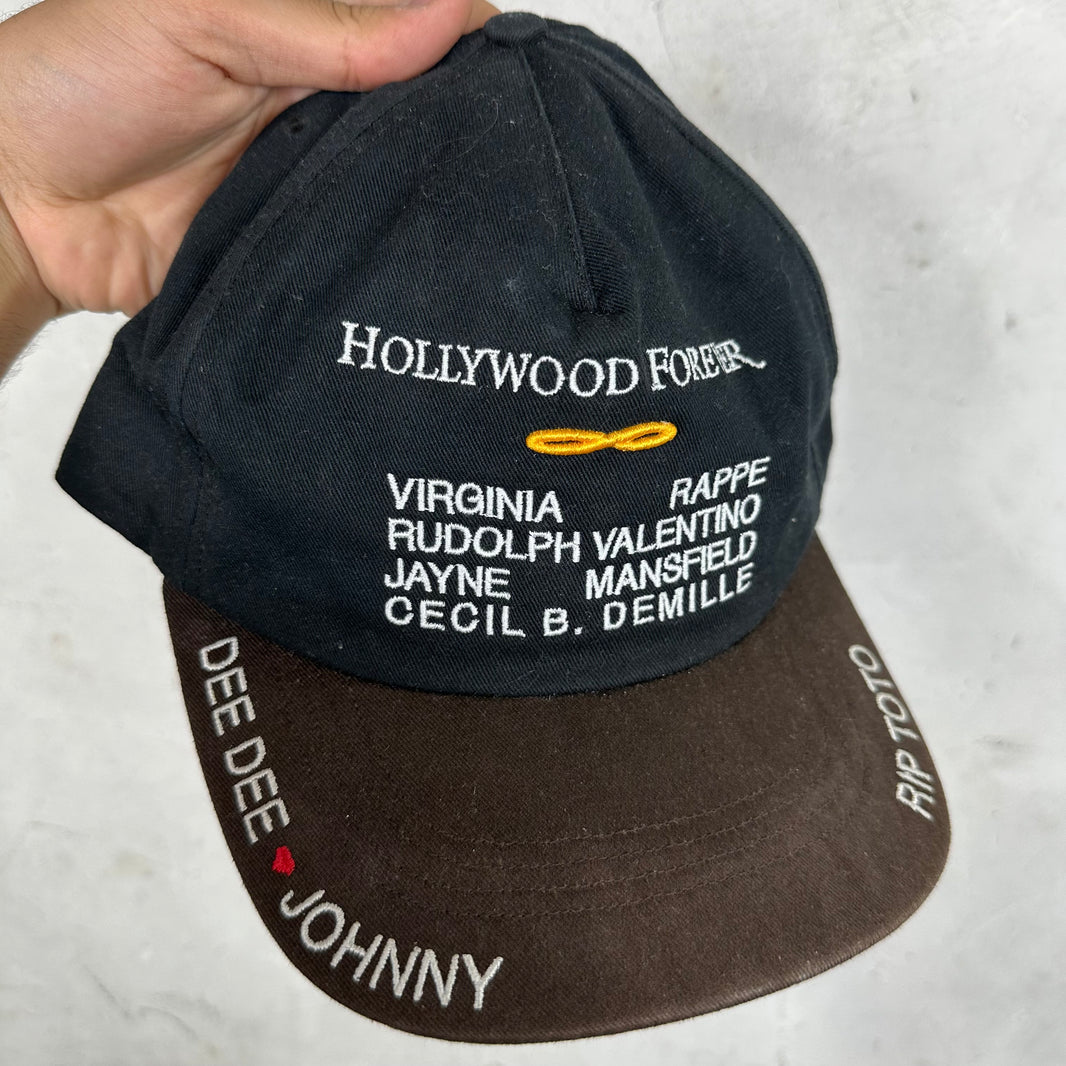 HOLLYWOOD FOREVER
VIRGINIA RAPPE
RUDOLPH VALENTINO
JAYNE MANSFIELD
CECIL B. DEMILLE
DEE DEE ♥ JOHNNY
RIP TOTO